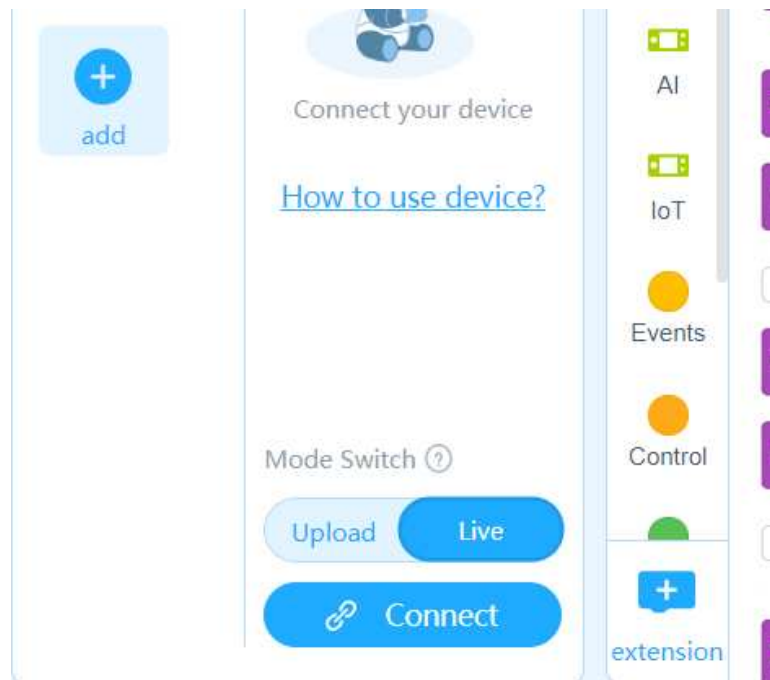 add
Connect your device
How to use device?
Mode Switch ?
Upload
Live
Connect
AI
IoT
Events
Control
extension